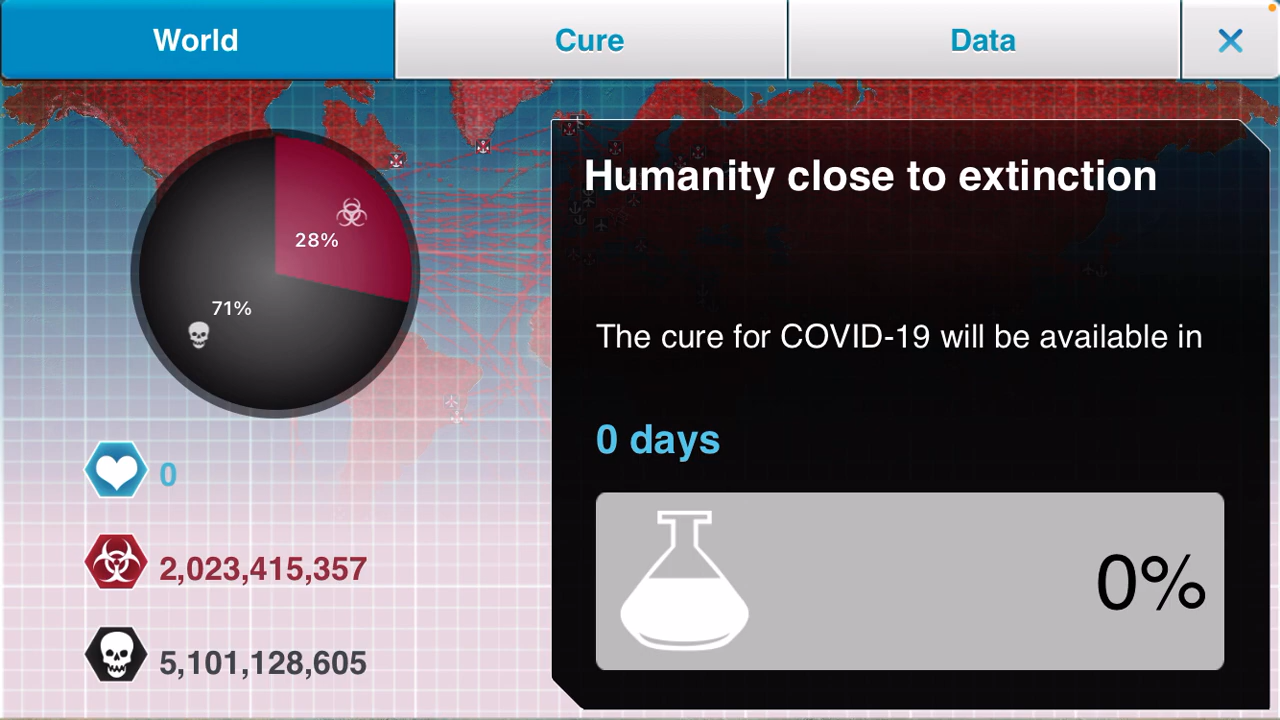 World
Cure
Data
Humanity close to extinction
28%
71%
The cure for COVID-19 will be available in
0 days
0
2,023,415,357
5,101,128,605
0%